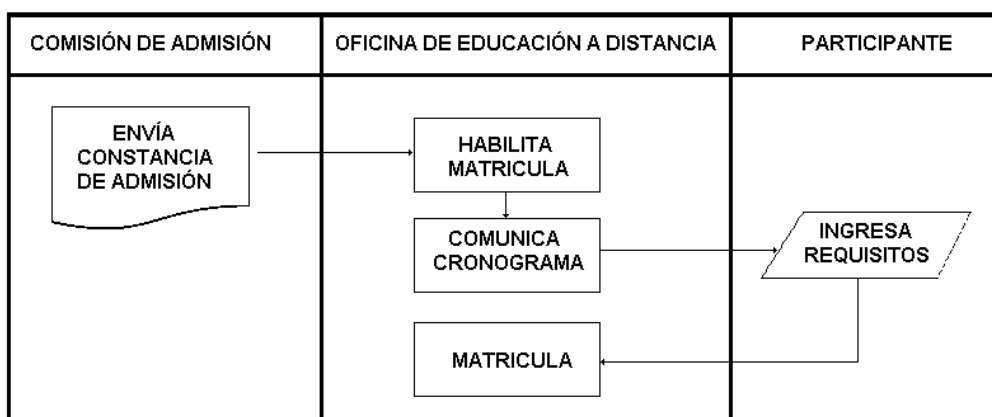 COMISIÓN DE ADMISIÓN
OFICINA DE EDUCACIÓN A DISTANCIA
PARTICIPANTE
ENVÍA
CONSTANCIA
DE ADMISIÓN
HABILITA
MATRICULA
COMUNICA
CRONOGRAMA
INGRESA
REQUISITOS
MATRICULA